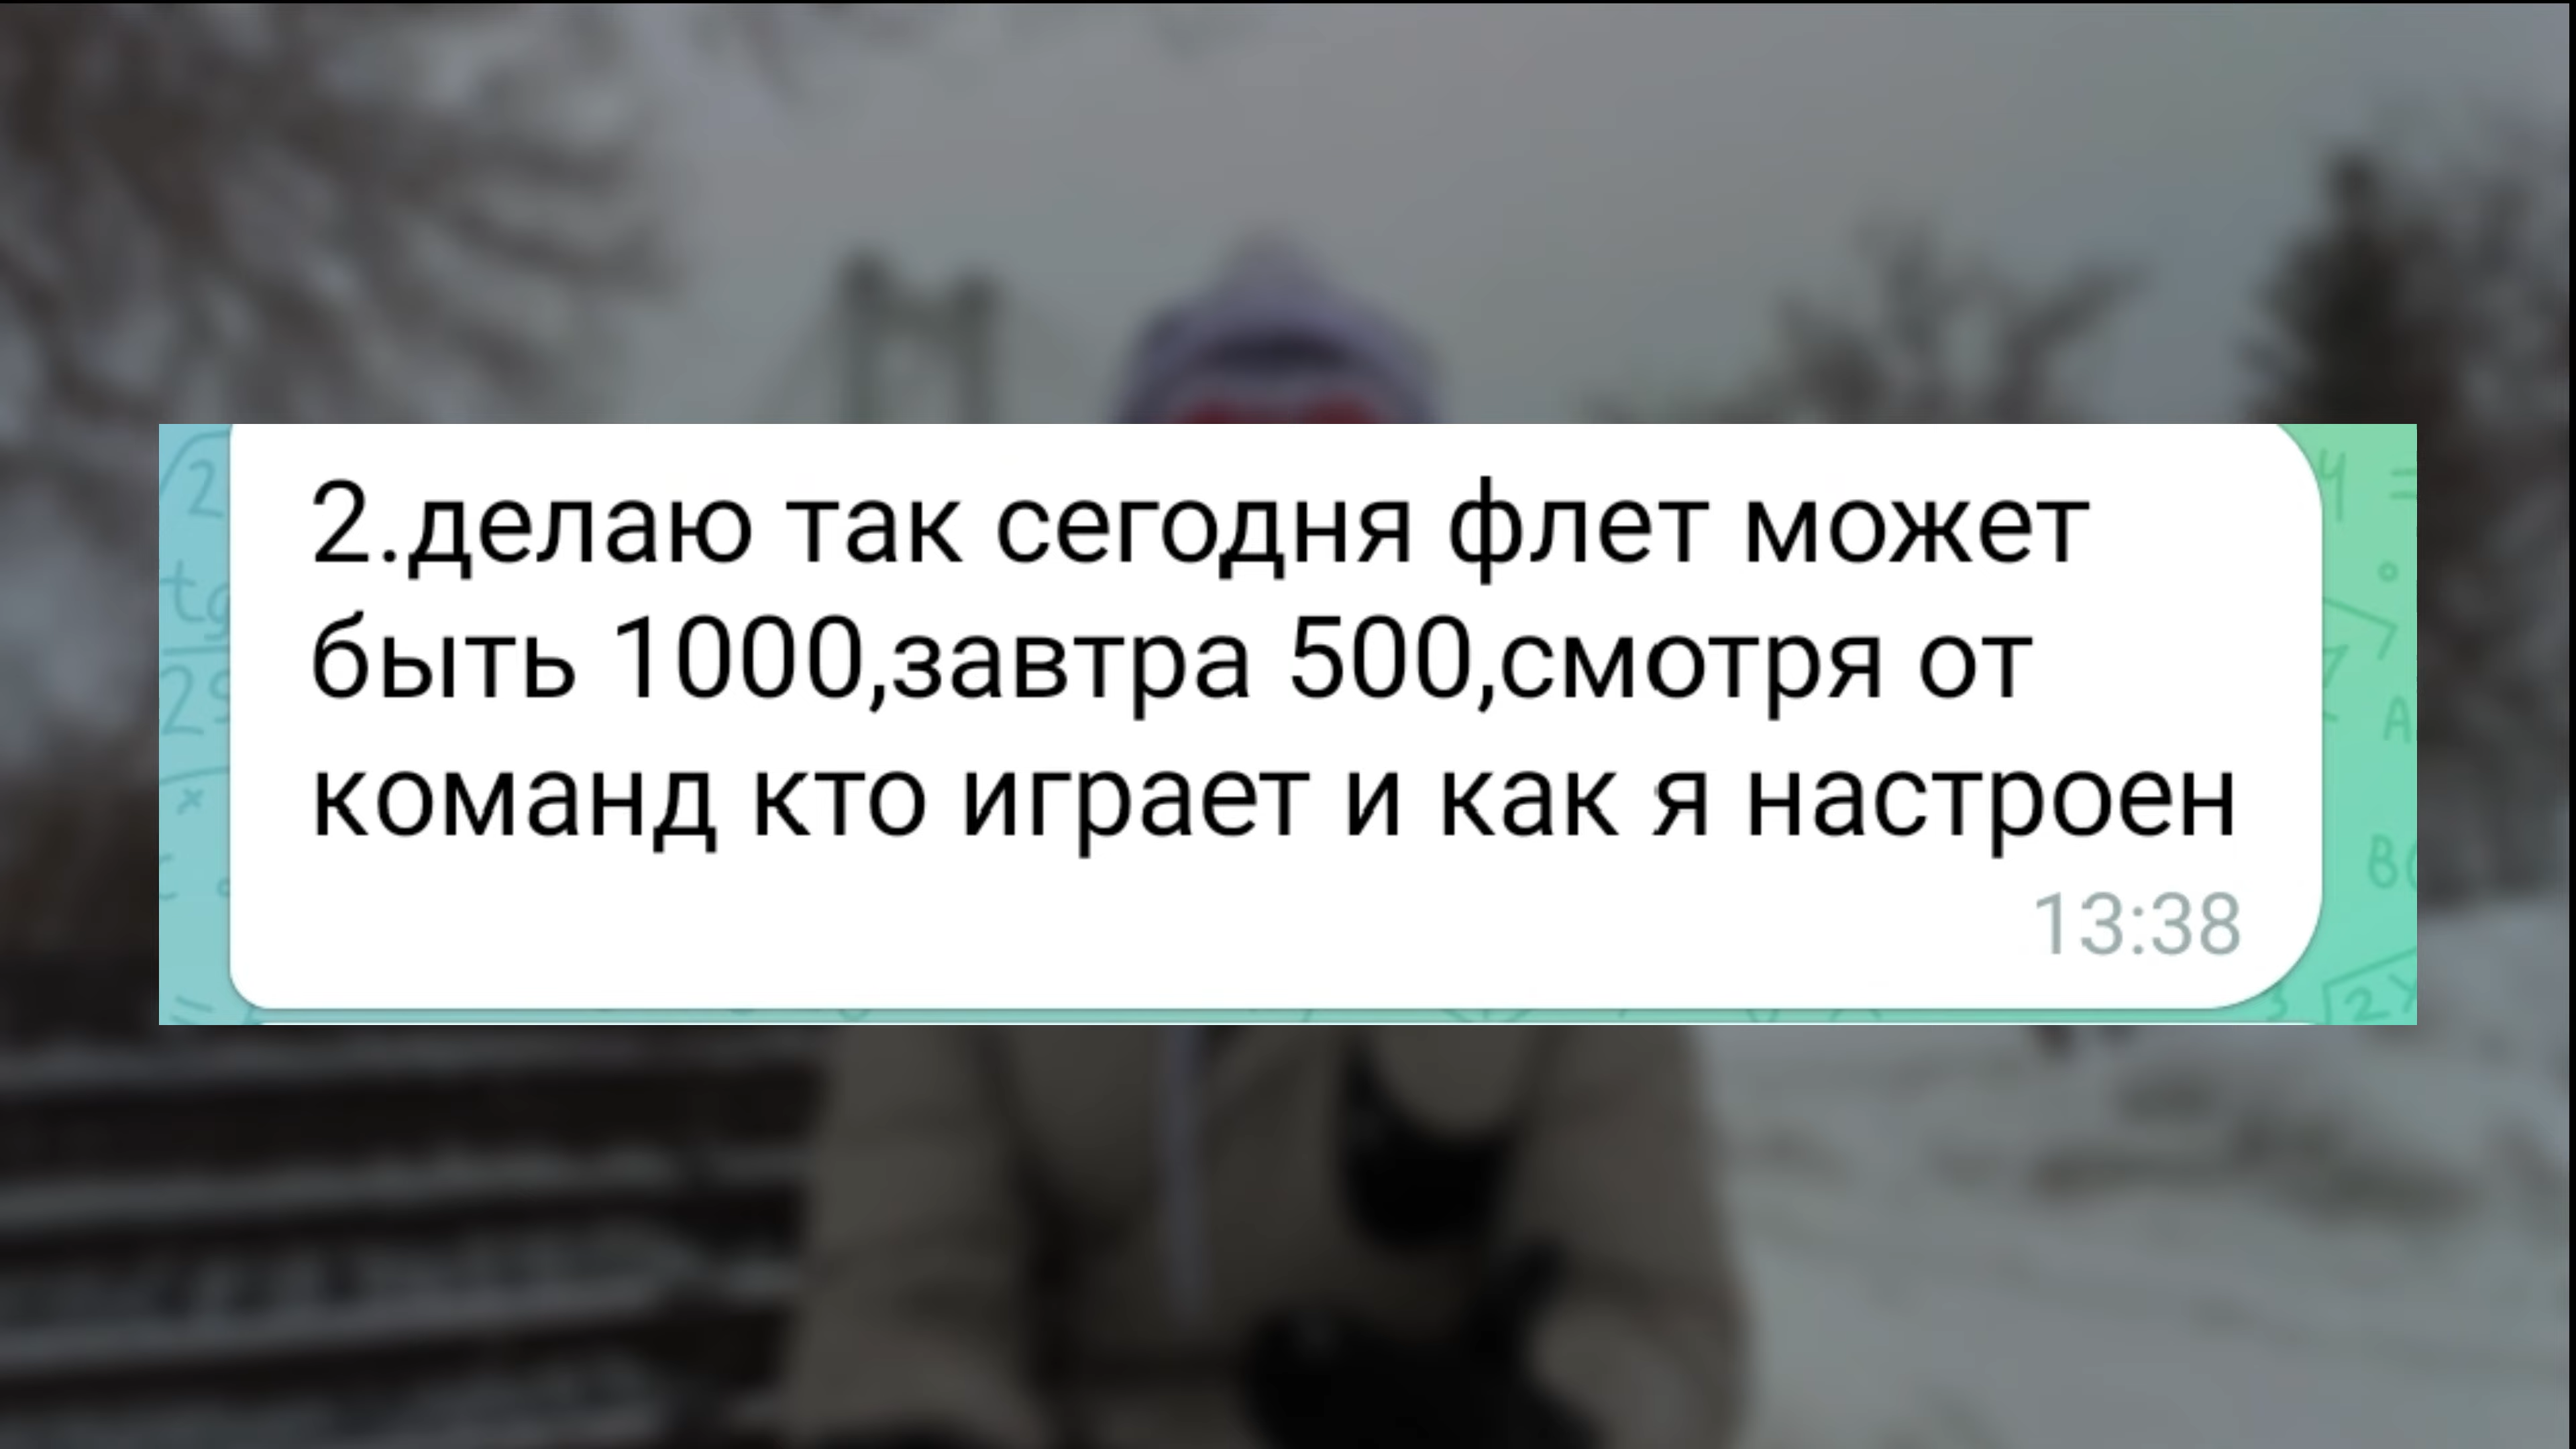 2.делаю так сегодня флет может
быть 1000,завтра 500,смотря от
команд кто играет и как я настроен
13:38